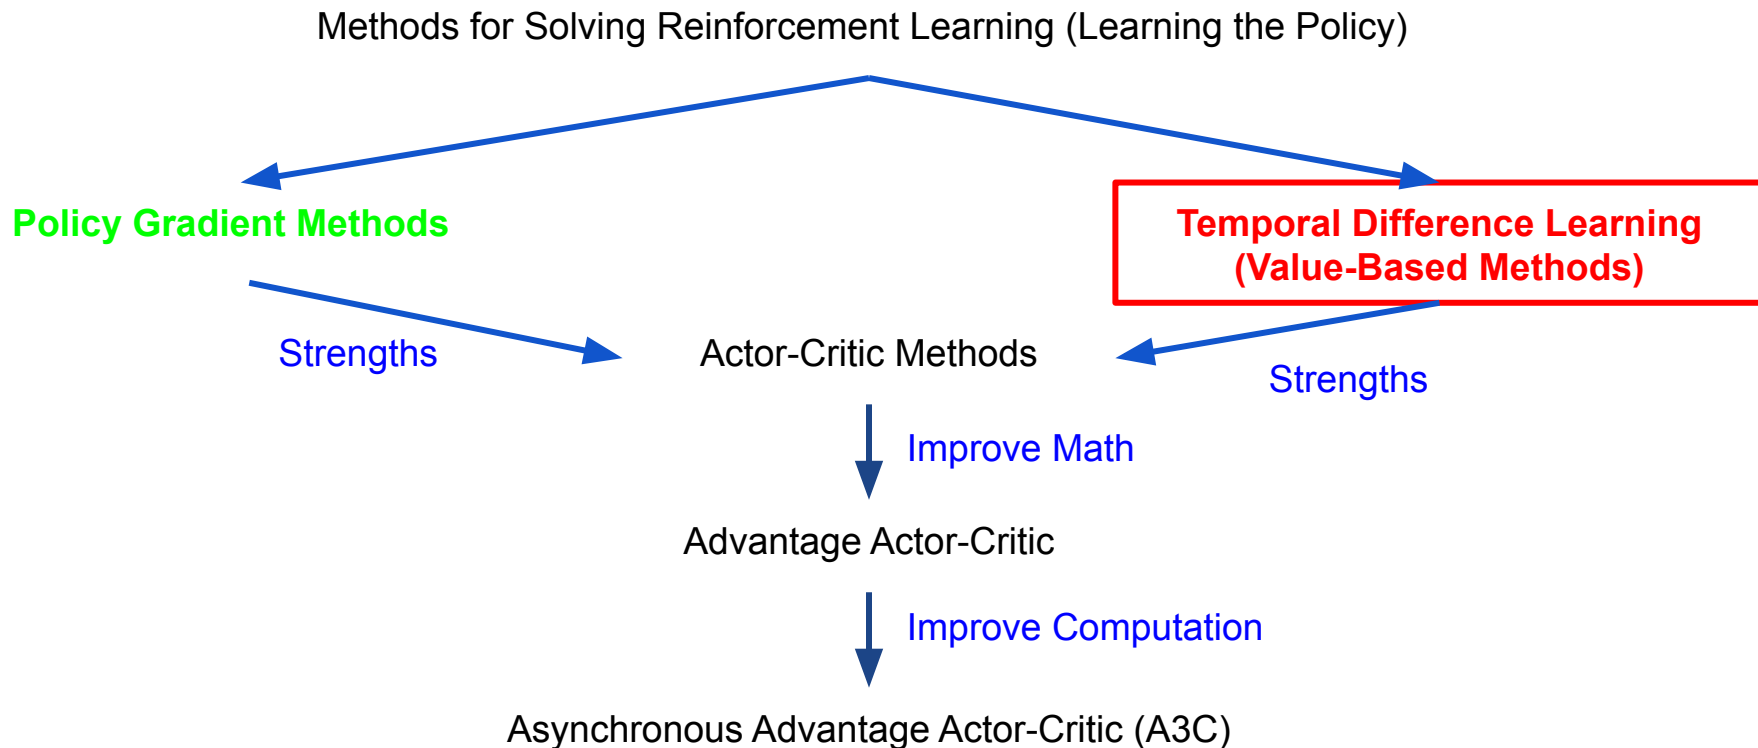 Methods for Solving Reinforcement Learning (Learning the Policy)
Policy Gradient Methods
Temporal Difference Learning
(Value-Based Methods)
Strengths
Actor-Critic Methods
Strengths
Improve Math
Advantage Actor-Critic
Improve Computation
Asynchronous Advantage Actor-Critic (A3C)